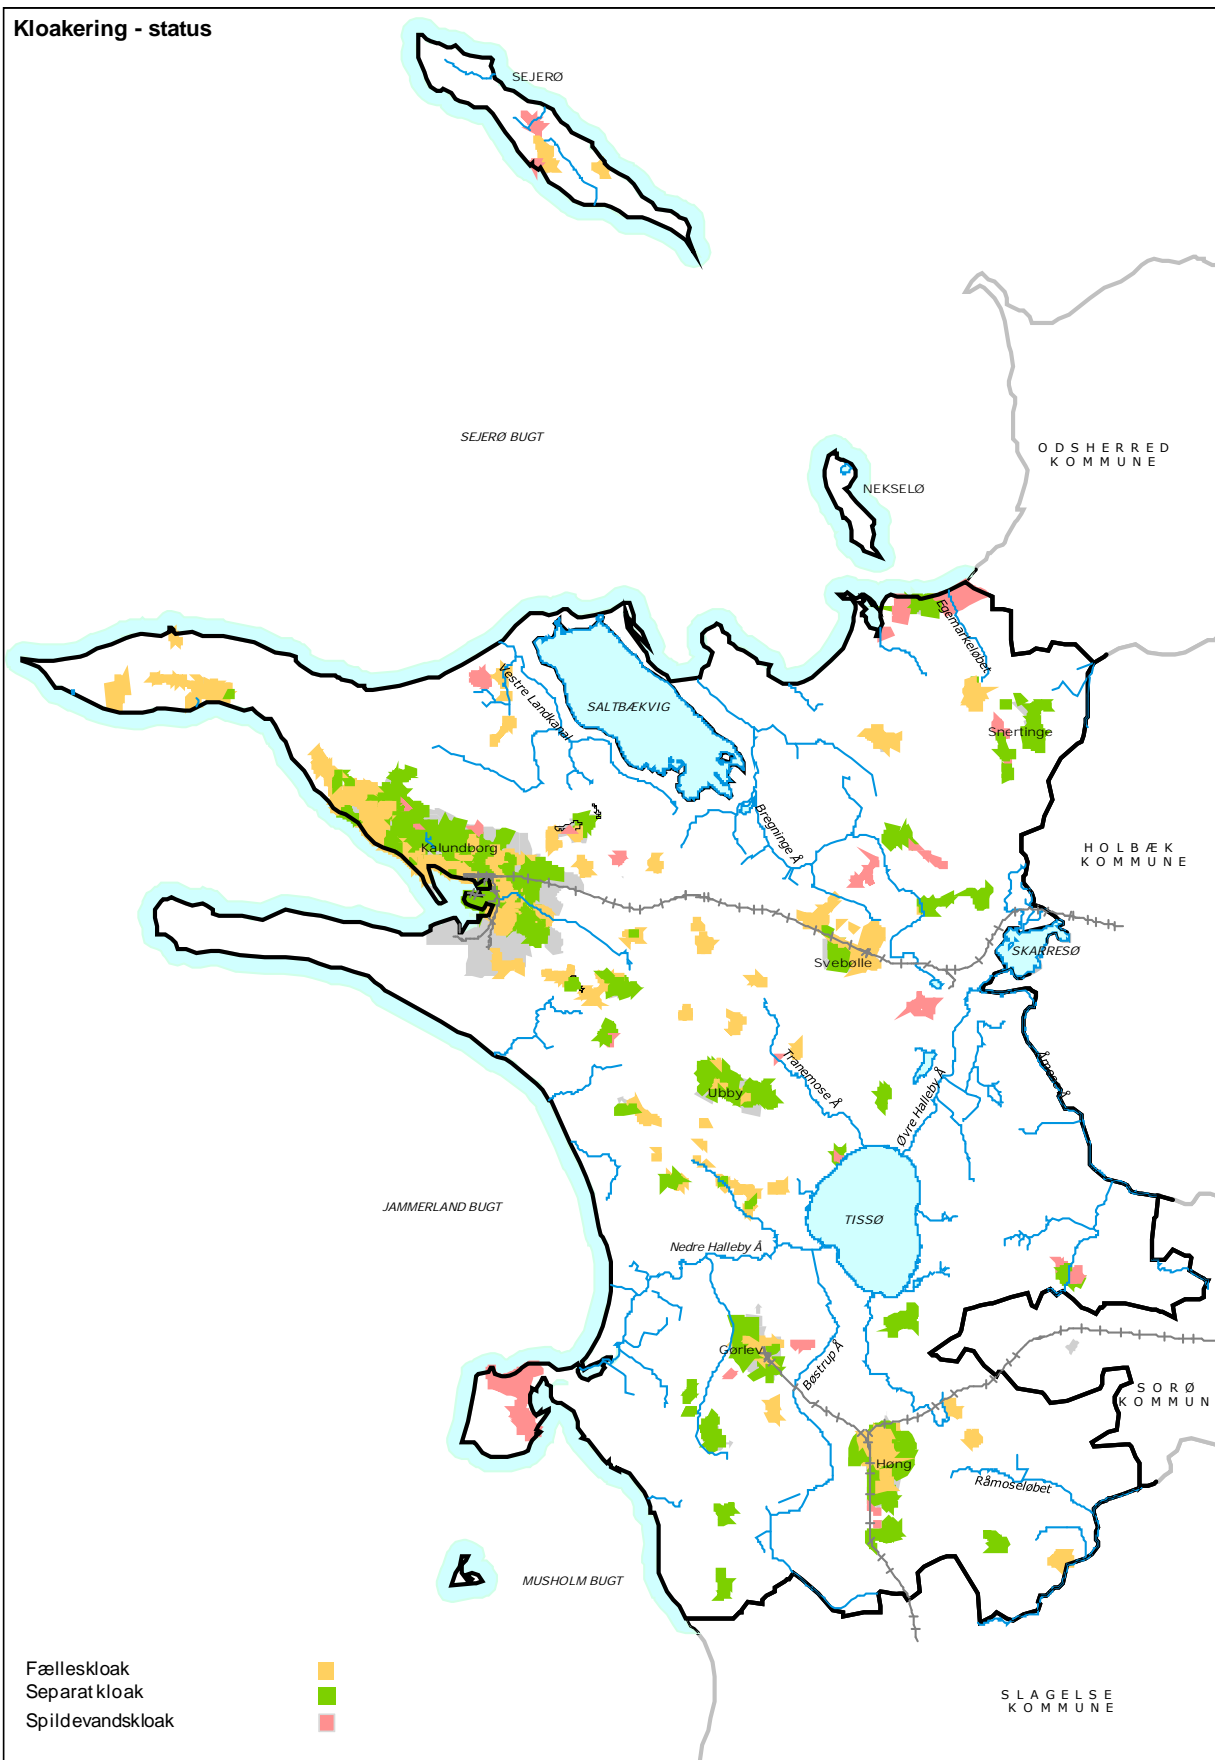 Kloakering - status
SEJERØ
SEJERØ BUGT
ODSHERRED
KOMMUNE
NEKSELØ
Egemarkeløbet
Vestre Landkanal
SALTBÆKVIG
Snertinge
Bregninge Å
Kalundborg
HOLBÆK
KOMMUNE
Svebølle
SKARRESØ
Tranemose Å
Åmose Å
Ubby
Øvre Halleby Å
JAMMERLAND BUGT
TISSØ
Nedre Halleby Å
Gørlev
Bøstrup Å
SORØ
KOMMUN
Høng
Råmoseløbet
MUSHOLM BUGT
Fælleskloak
Separatkloak
Spildevandskloak
SLAGELSE
KOMMUNE